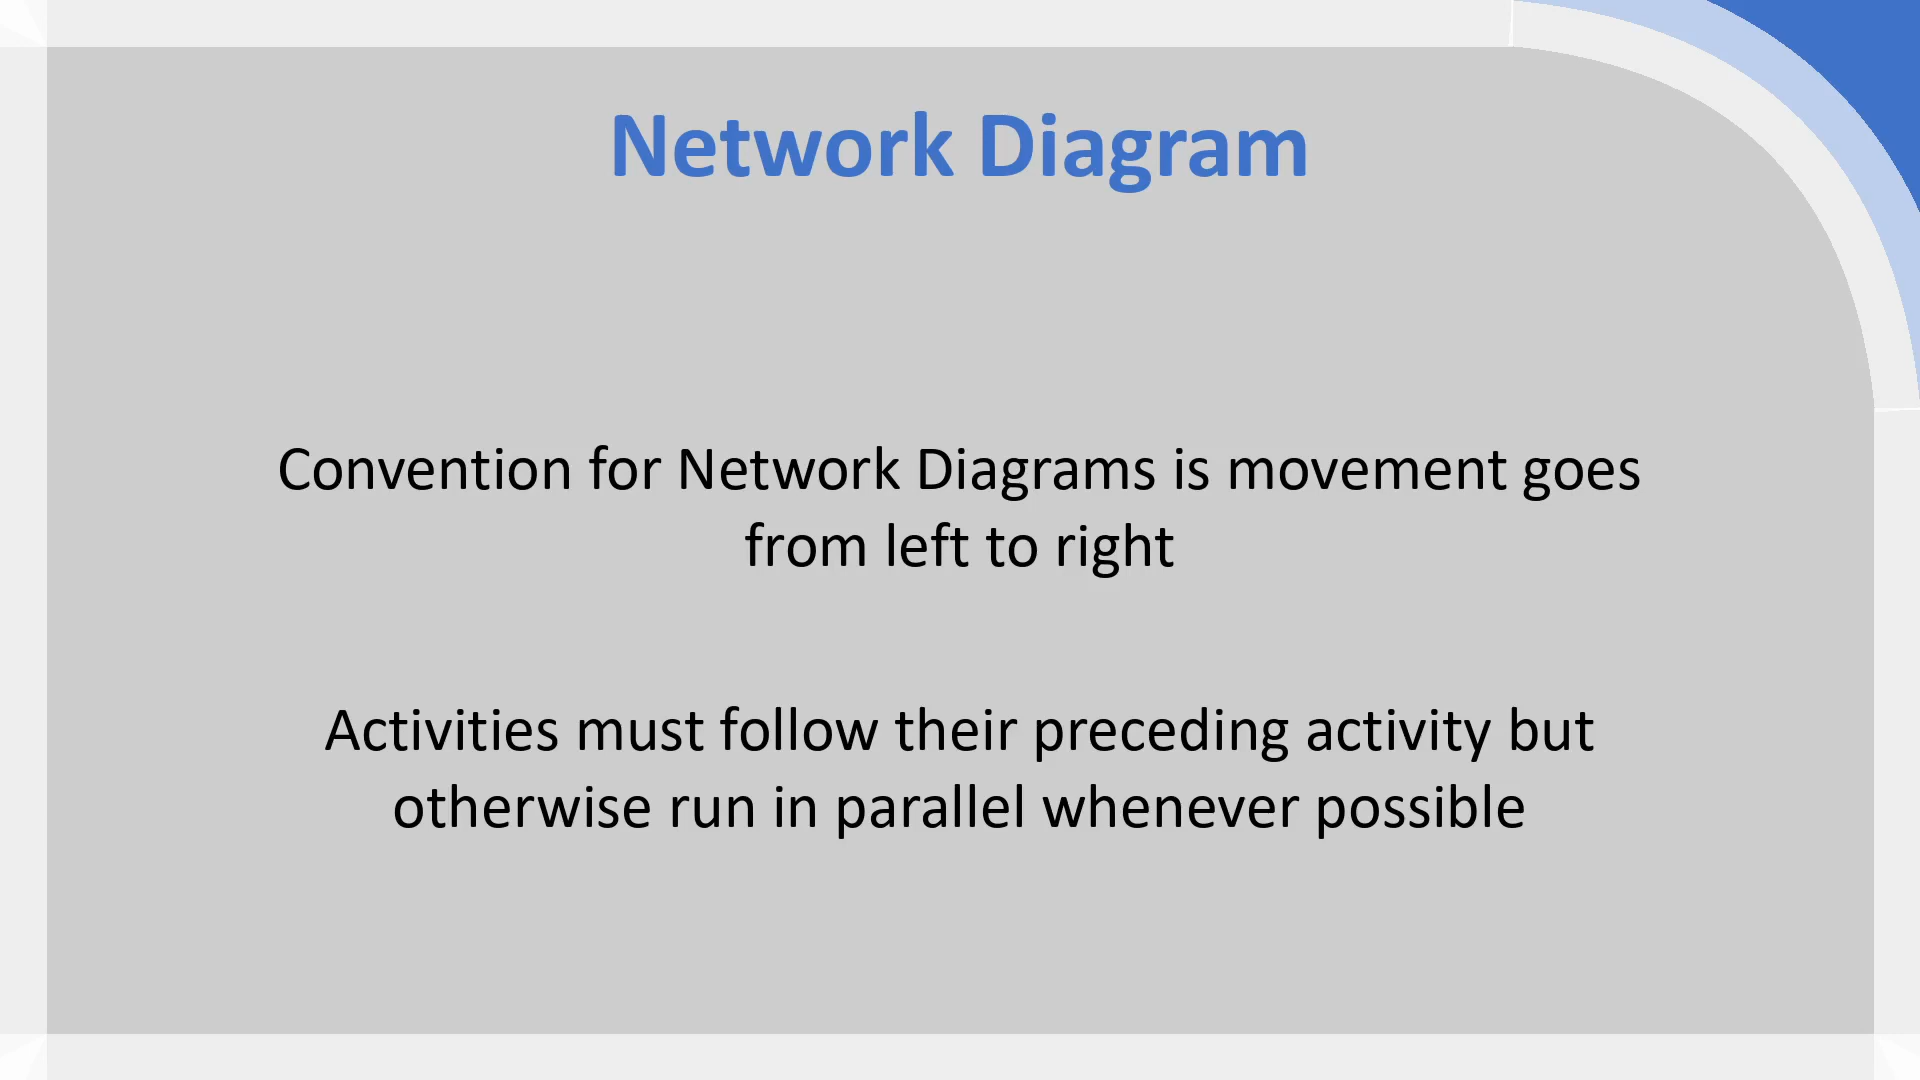 Network Diagram
Convention for Network Diagrams is movement goes
from left to right
Activities must follow their preceding activity but
otherwise run in parallel whenever possible